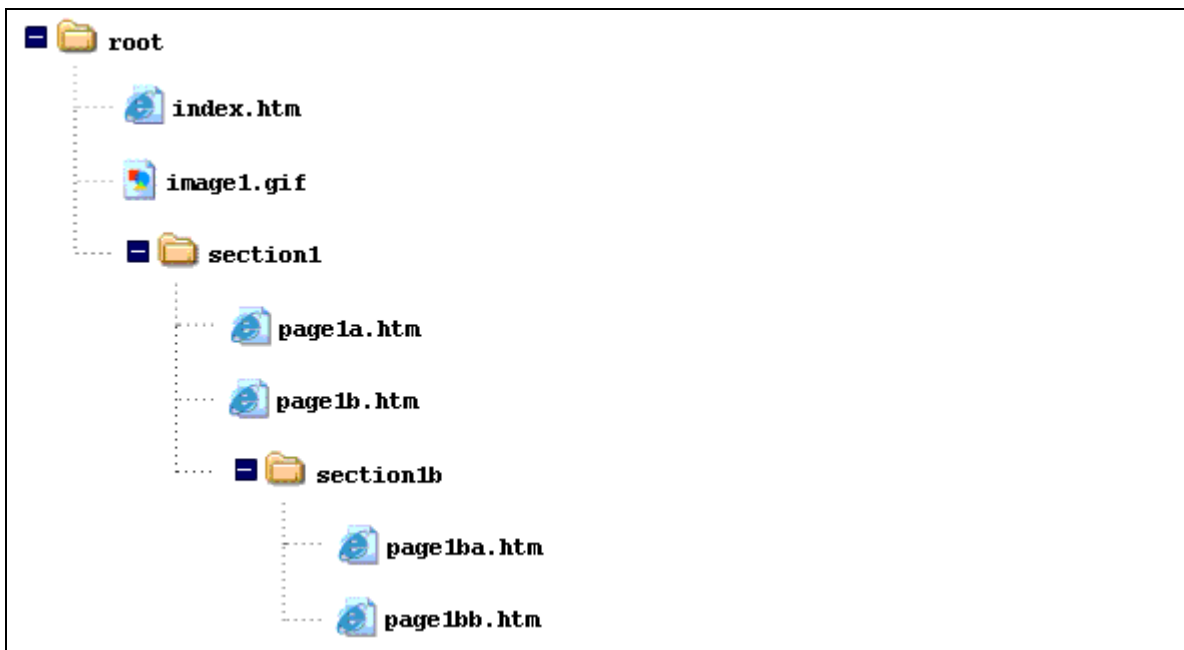 root
index.htm
image1.gif
section1
page1a.htm
page1b.htm
section1b
page1ba.htm
page1bb.htm